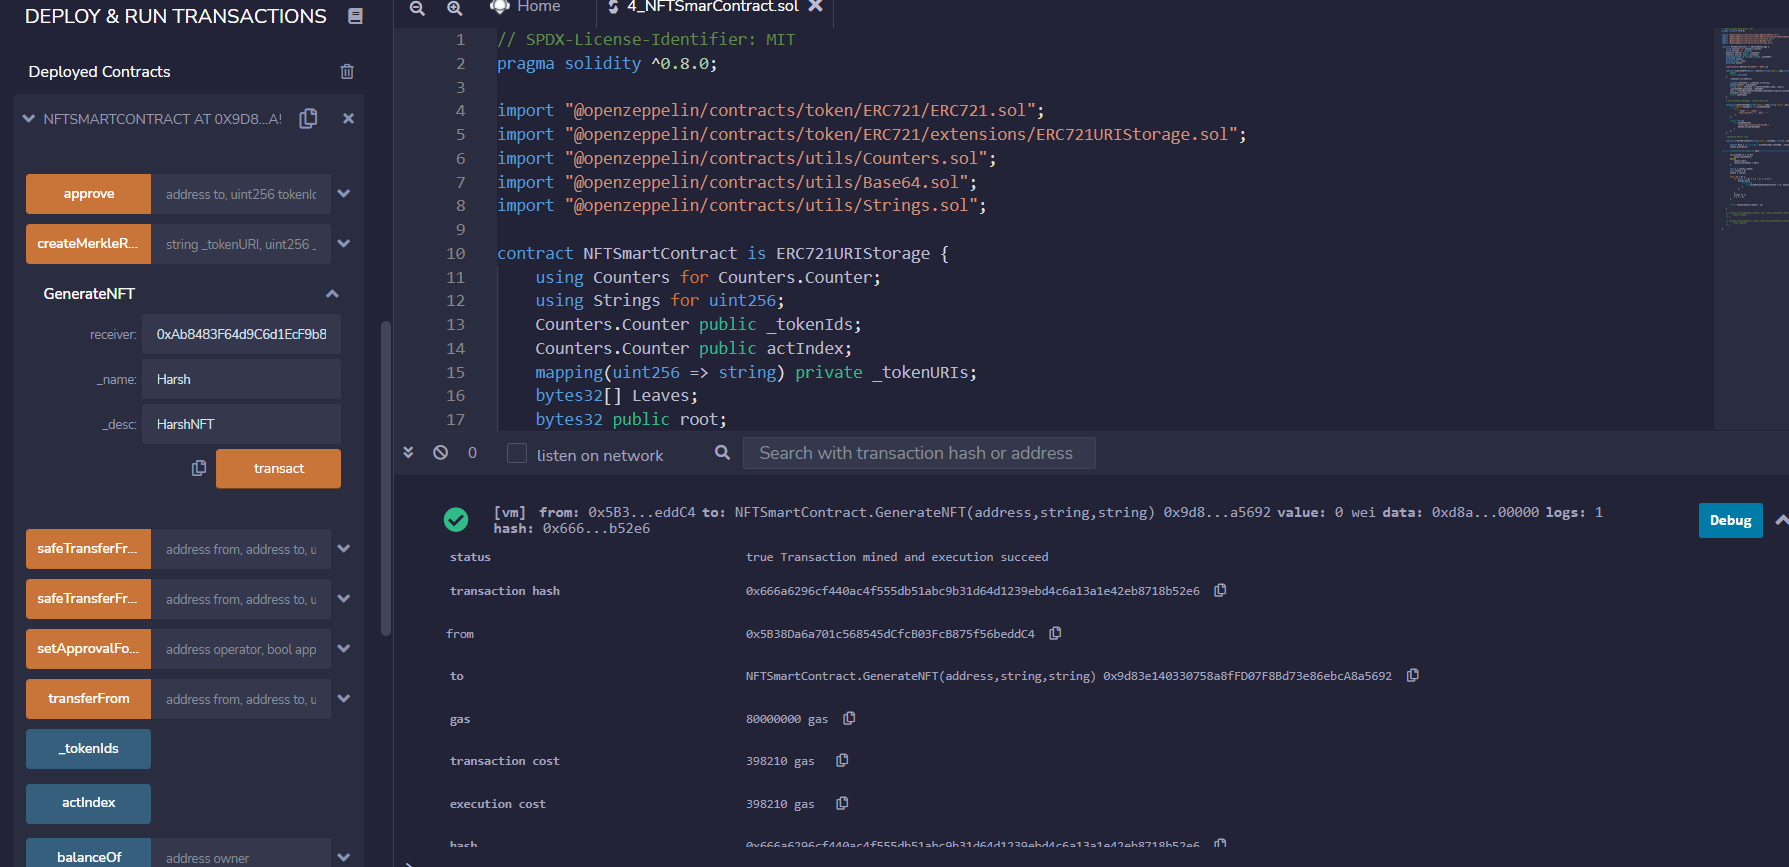 DEPLOY & RUN TRANSACTIONS
Deployed Contracts
NFTSMARTCONTRACT AT 0X9D8...A!
approve address to, uint256 tokenIc
createMerkleR... string _tokenURI, uint256 _
GenerateNFT
receiver: 0xAb8483F64d9C6d1EcF9b8
_name: Harsh
_desc: HarshNFT
transact
safeTransferFr... address from, address to, u
safeTransferFr... address from, address to, u
setApprovalFo... address operator, bool app
transferFrom address from, address to, u
_tokenIds
actIndex
balanceOf address owner
Home 4_NFTSmarContract.sol
1 // SPDX-License-Identifier: MIT
2 pragma solidity ^0.8.0;
3
4 import "@openzeppelin/contracts/token/ERC721/ERC721.sol";
5 import "@openzeppelin/contracts/token/ERC721/extensions/ERC721URIStorage.sol";
6 import "@openzeppelin/contracts/utils/Counters.sol";
7 import "@openzeppelin/contracts/utils/Base64.sol";
8 import "@openzeppelin/contracts/utils/Strings.sol";
9
10 contract NFTSmartContract is ERC721URIStorage {
11 using Counters for Counters.Counter;
12 using Strings for uint256;
13 Counters.Counter public _tokenIds;
14 Counters.Counter public actIndex;
15 mapping(uint256 => string) private _tokenURIs;
16 bytes32[] Leaves;
17 bytes32 public root;
0 listen on network Search with transaction hash or address
[vm] from: 0x5B3...eddC4 to: NFTSmartContract.GenerateNFT(address,string,string) 0x9d8...a5692 value: 0 wei data: 0xd8a...00000 logs: 1
hash: 0x666...b52e6
Debug
status true Transaction mined and execution succeed
transaction hash 0x666a6296cf440ac4f555db51abc9b31d64d1239ebd4c6a13a1e42eb8718b52e6
from 0x5B38Da6a701c568545dCfcB03FcB875f56beddC4
to NFTSmartContract.GenerateNFT(address,string,string) 0x9d83e140330758a8fFD07F8Bd73e86ebcA8a5692
gas 80000000 gas
transaction cost 398210 gas
execution cost 398210 gas
hash 0x666a6296cf440ac4f555db51abc9b31d64d1239ebd4c6a13a1e42eb8718b52e6